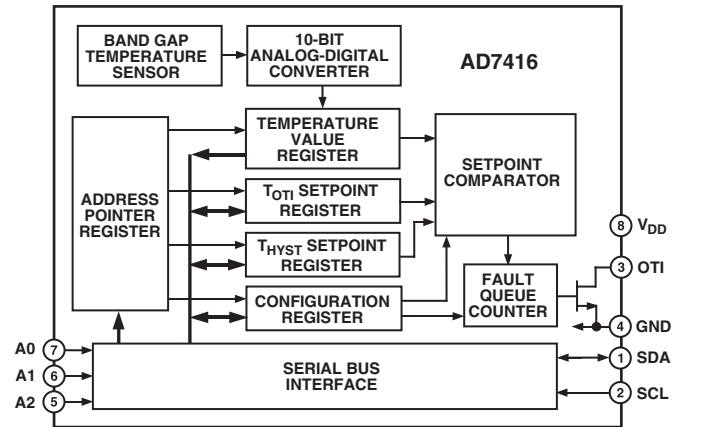 BAND GAP
TEMPERATURE
SENSOR
10-BIT
ANALOG-DIGITAL
CONVERTER
AD7416
ADDRESS
POINTER
REGISTER
TEMPERATURE
VALUE
REGISTER
SETPOINT
COMPARATOR
TOTI SETPOINT
REGISTER
THYST SETPOINT
REGISTER
CONFIGURATION
REGISTER
FAULT
QUEUE
COUNTER
8 VDD
3 OTI
4 GND
1 SDA
2 SCL
A0 7
A1 6
A2 5
SERIAL BUS
INTERFACE